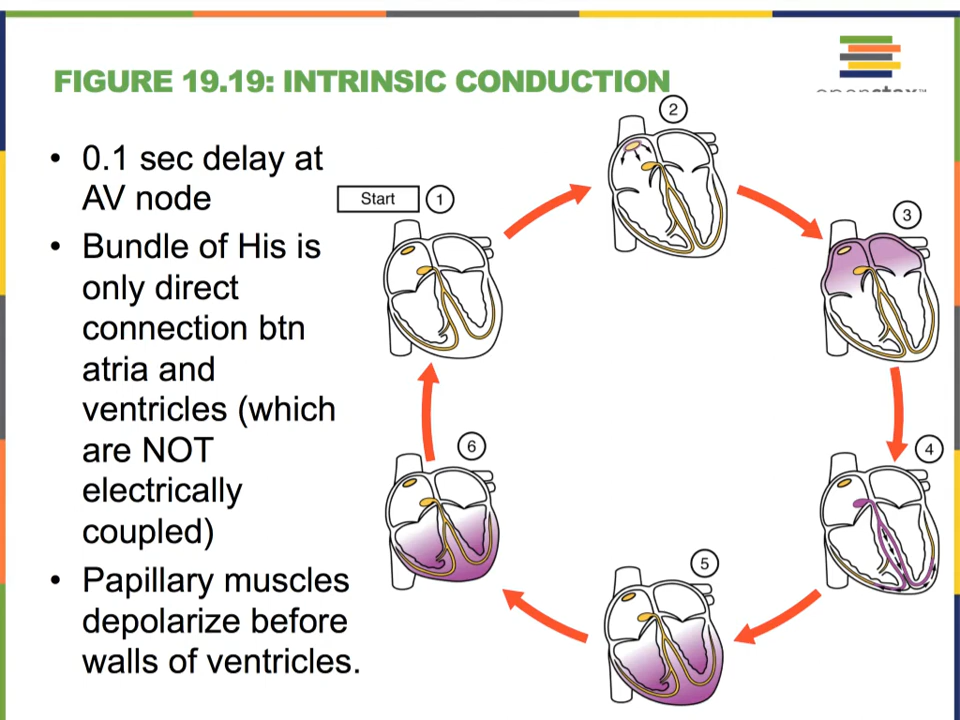 FIGURE 19.19: INTRINSIC CONDUCTION
• 0.1 sec delay at
AV node
• Bundle of His is
only direct
connection btn
atria and
ventricles (which
are NOT
electrically
coupled)
• Papillary muscles
depolarize before
walls of ventricles.
Start
1
2
3
4
5
6